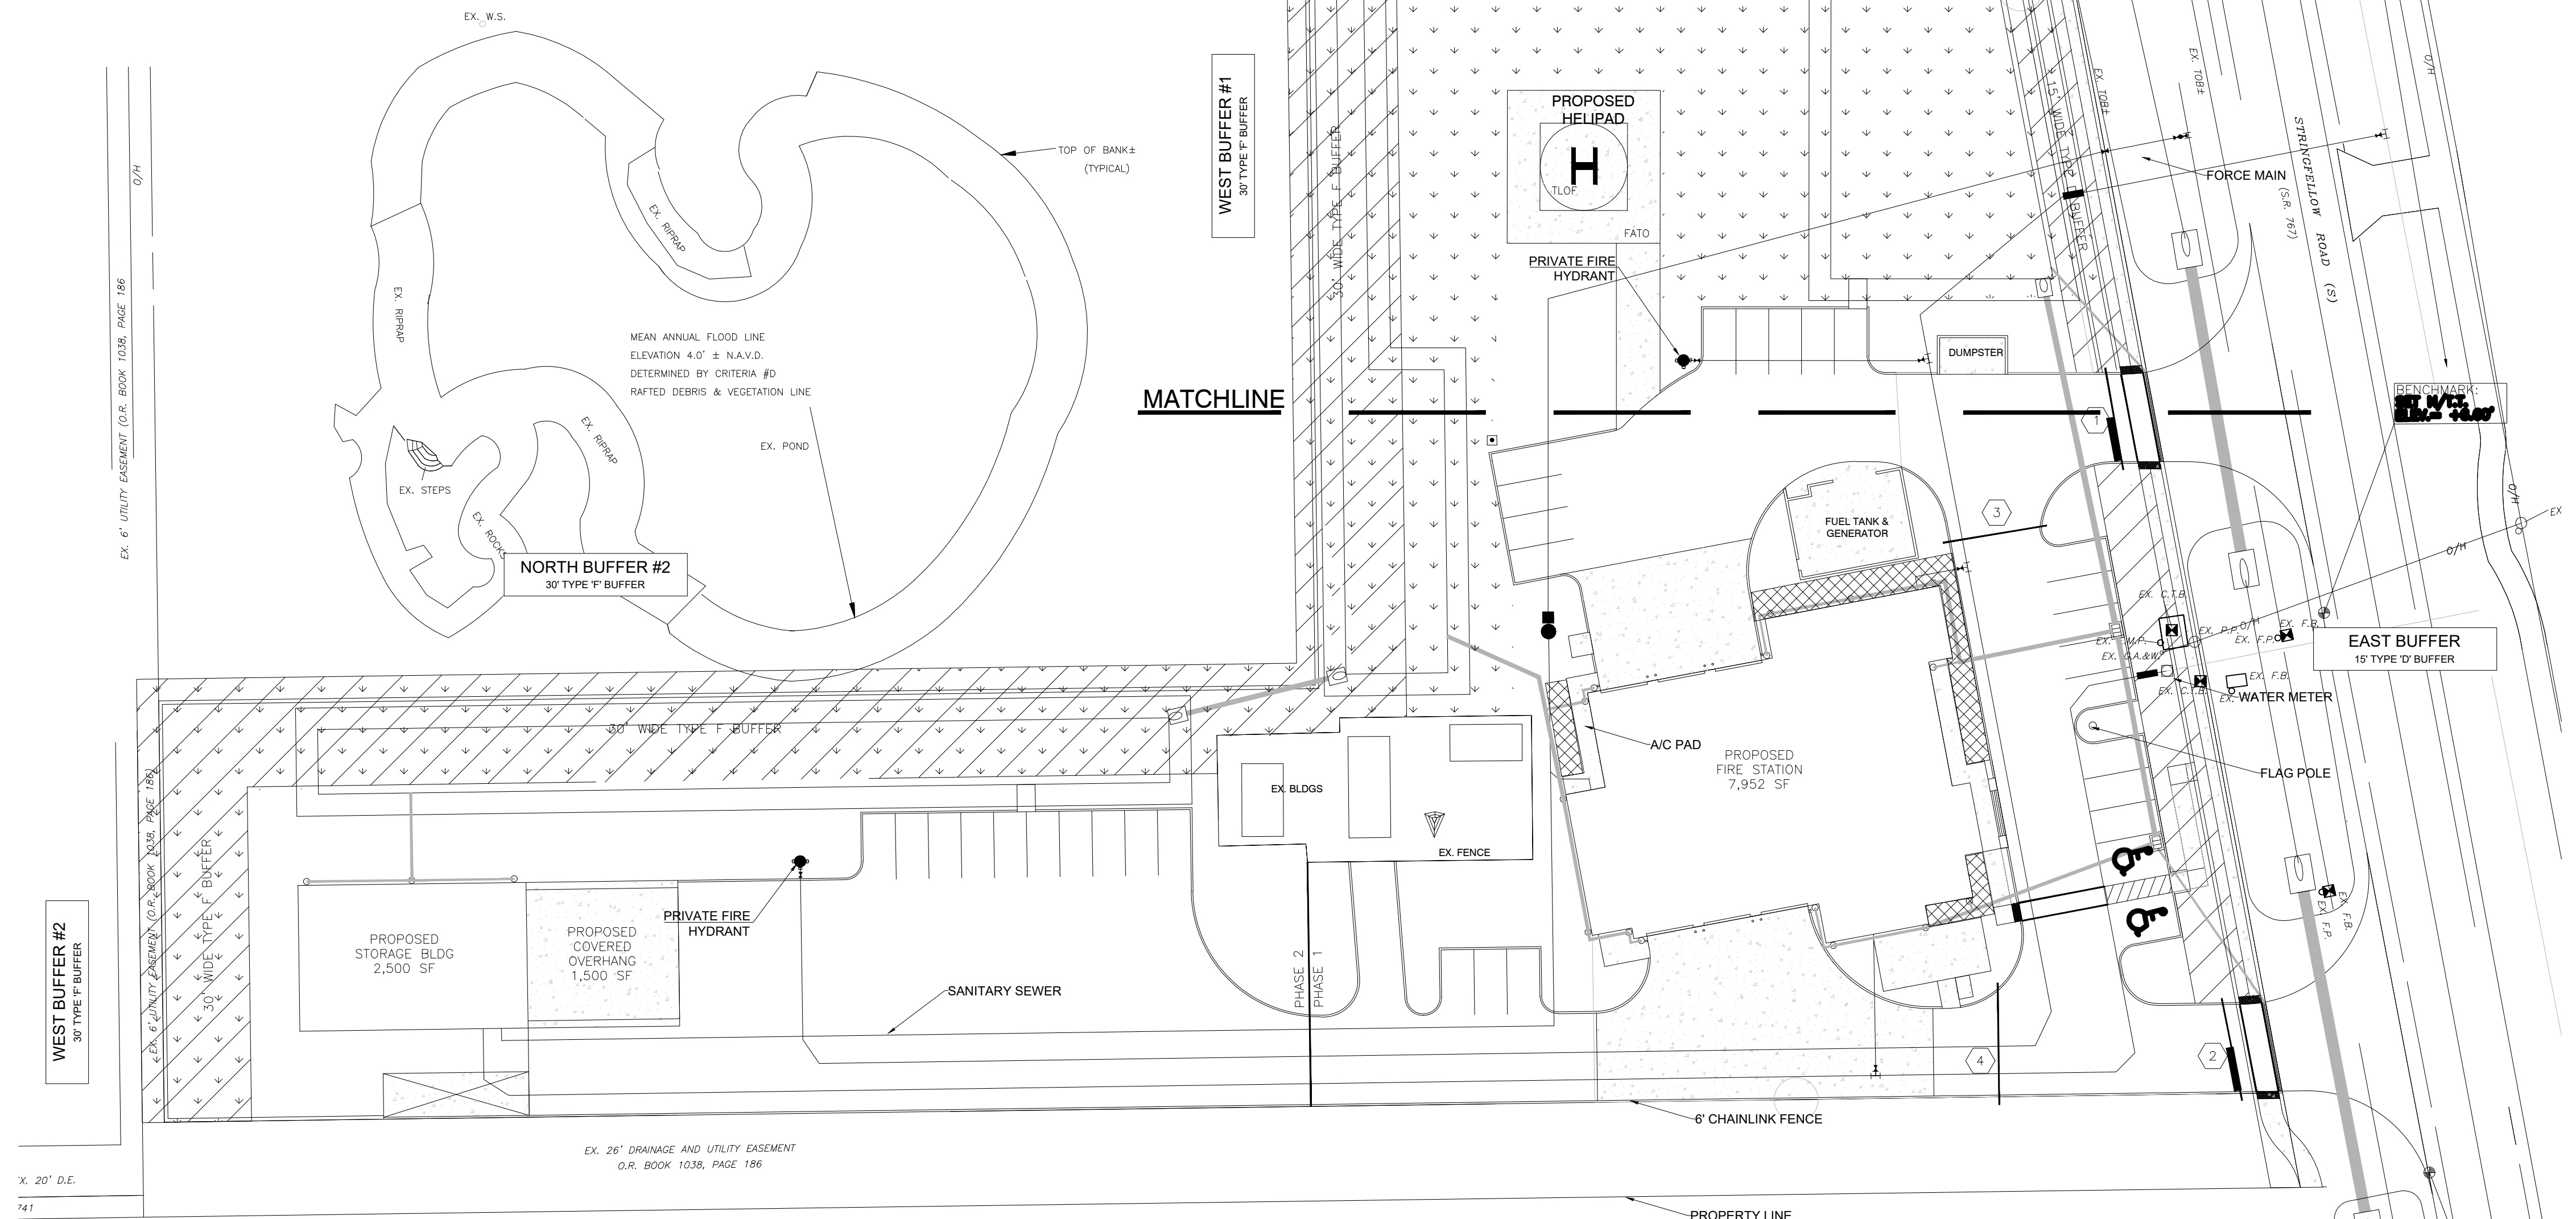 EX. W.S.
O/H
EX. 6' UTILITY EASEMENT (O.R. BOOK 1038, PAGE 186
TOP OF BANK±
(TYPICAL)
EX. RIPRAP
EX. RIPRAP
MEAN ANNUAL FLOOD LINE
ELEVATION 4.0' ± N.A.V.D.
DETERMINED BY CRITERIA #D
RAFTED DEBRIS & VEGETATION LINE
EX. POND
EX. RIPRAP
EX. STEPS
EX. ROCKS
NORTH BUFFER #2
30' TYPE 'F' BUFFER
WEST BUFFER #1
30' TYPE 'F' BUFFER
30' WIDE TYPE F BUFFER
MATCHLINE
PROPOSED
HELIPAD
H
TLOF
FATO
PRIVATE FIRE
HYDRANT
DUMPSTER
15' WIDE TYPE D BUFFER
EX. TOB±
EX. TOB±
FORCE MAIN
STRINGFELLOW ROAD (S)
(S.R. 767)
O/H
BENCHMARK:
SET N/T.T.
ELEV.= +6.60'
1
3
FUEL TANK &
GENERATOR
O/H
O/H
EX
EX. C.T.B.
EX. P.P.
O/H
EX. F.B.
EX. F.P.
EX. M.P.
EX. G.A.&W.
EX. F.B.
EX. C.T.B.
EX.
WATER METER
EAST BUFFER
15' TYPE 'D' BUFFER
FLAG POLE
A/C PAD
PROPOSED
FIRE STATION
7,952 SF
30' WIDE TYPE F BUFFER
EX. BLDGS
EX. FENCE
EX. 6' UTILITY EASEMENT (O.R. BOOK 1038, PAGE 186)
30' WIDE TYPE F BUFFER
WEST BUFFER #2
30' TYPE 'F' BUFFER
PROPOSED
STORAGE BLDG
2,500 SF
PROPOSED
COVERED
OVERHANG
1,500 SF
PRIVATE FIRE
HYDRANT
SANITARY SEWER
PHASE 2
PHASE 1
EX. F.B.
EX. F.P.
4
2
6' CHAINLINK FENCE
EX. 26' DRAINAGE AND UTILITY EASEMENT
O.R. BOOK 1038, PAGE 186
X. 20' D.E.
741
PROPERTY LINE